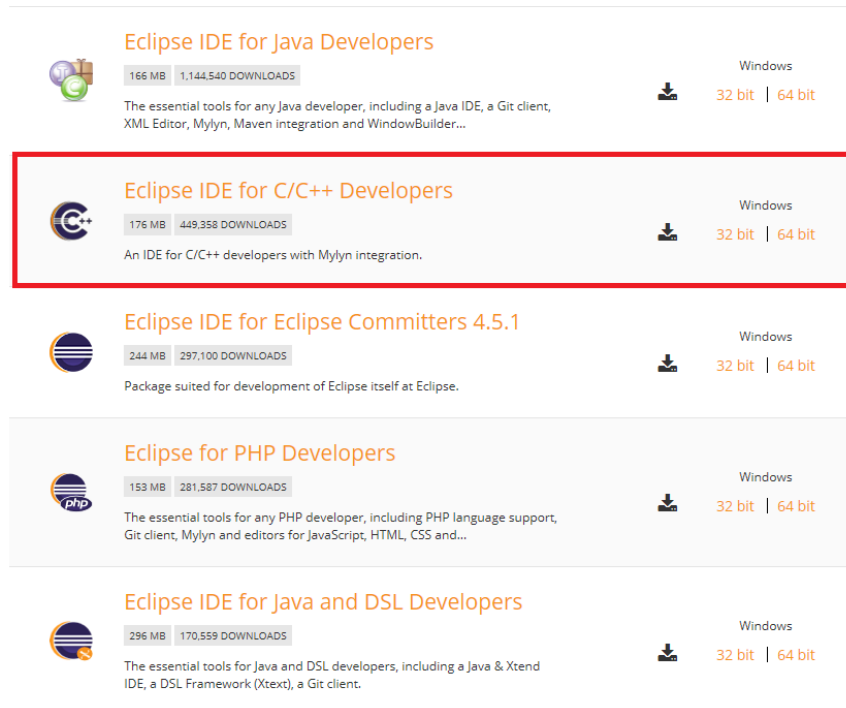 Eclipse IDE for Java Developers
166 MB 1,144,540 DOWNLOADS
The essential tools for any Java developer, including a Java IDE, a Git client,
XML Editor, Mylyn, Maven integration and WindowBuilder...
Windows
32 bit | 64 bit
Eclipse IDE for C/C++ Developers
176 MB 449,358 DOWNLOADS
An IDE for C/C++ developers with Mylyn integration.
Windows
32 bit | 64 bit
C++
Eclipse IDE for Eclipse Committers 4.5.1
244 MB 297,100 DOWNLOADS
Package suited for development of Eclipse itself at Eclipse.
Windows
32 bit | 64 bit
Eclipse for PHP Developers
153 MB 281,587 DOWNLOADS
The essential tools for any PHP developer, including PHP language support,
Git client, Mylyn and editors for JavaScript, HTML, CSS and...
Windows
32 bit | 64 bit
php
Eclipse IDE for Java and DSL Developers
296 MB 170,559 DOWNLOADS
The essential tools for Java and DSL developers, including a Java & Xtend
IDE, a DSL Framework (Xtext), a Git client.
Windows
32 bit | 64 bit